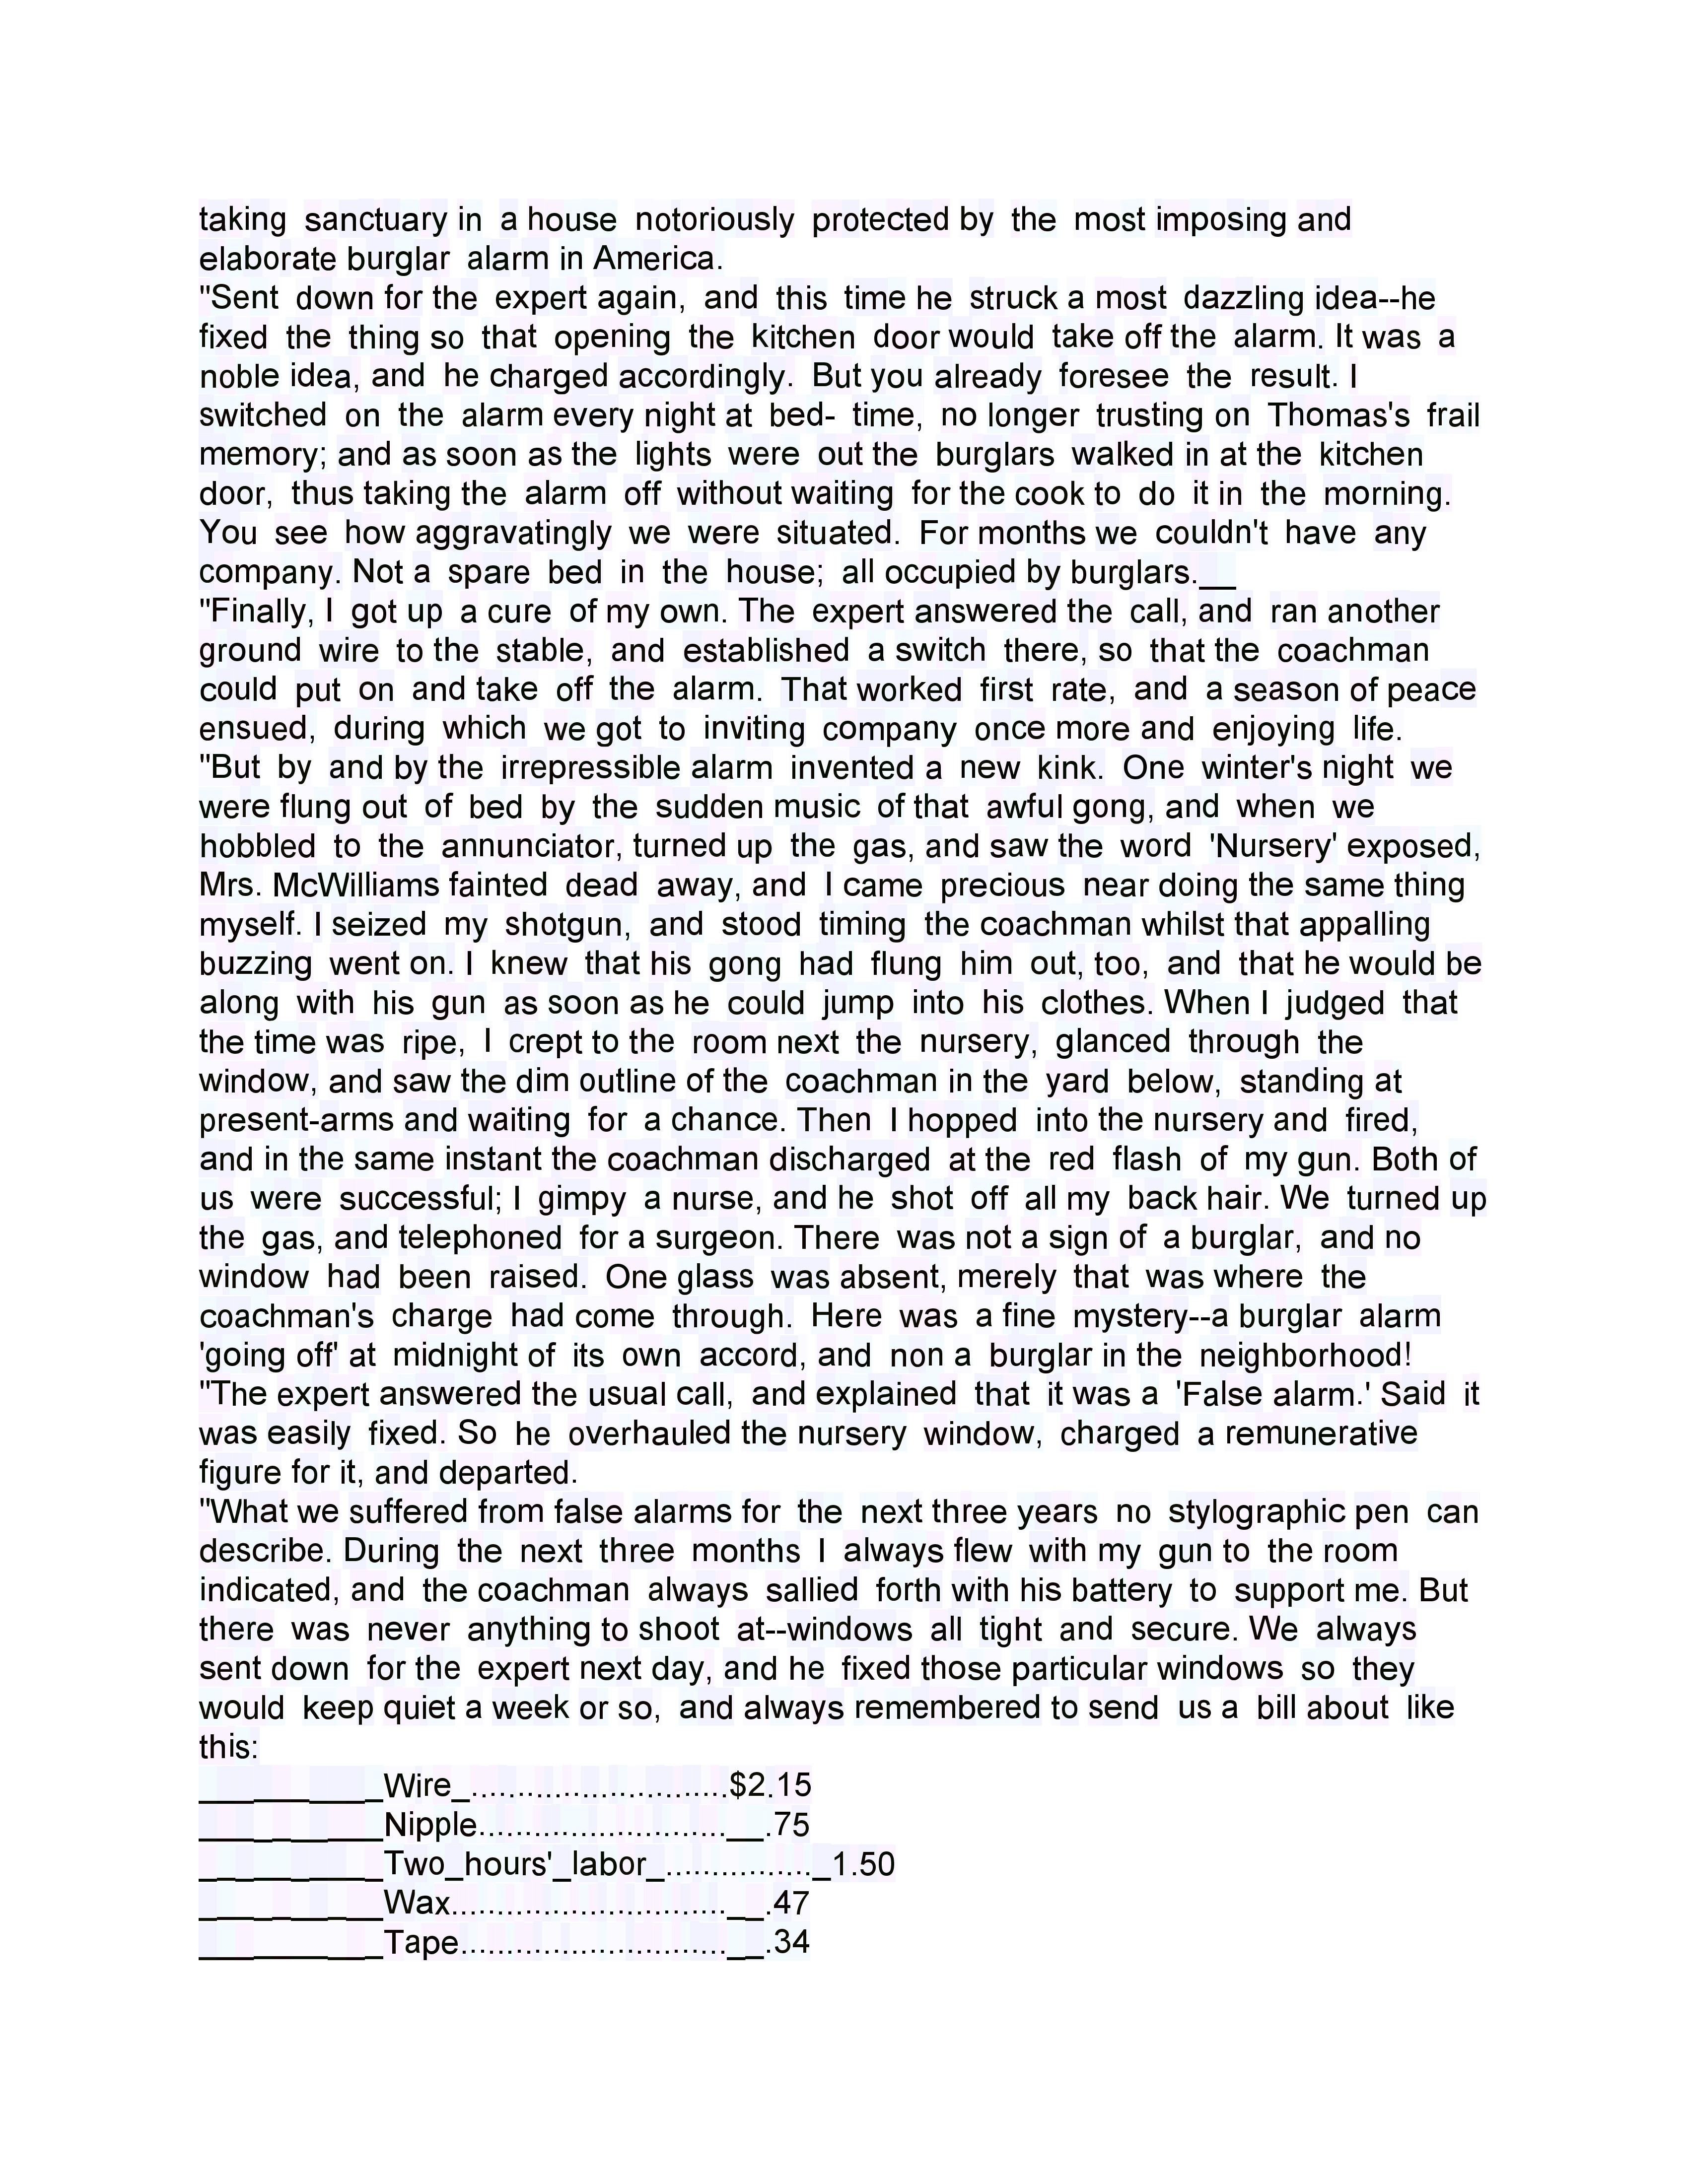 taking sanctuary in a house notoriously protected by the most imposing and
elaborate burglar alarm in America.
"Sent down for the expert again, and this time he struck a most dazzling idea--he
fixed the thing so that opening the kitchen door would take off the alarm. It was a
noble idea, and he charged accordingly. But you already foresee the result. I
switched on the alarm every night at bed- time, no longer trusting on Thomas's frail
memory; and as soon as the lights were out the burglars walked in at the kitchen
door, thus taking the alarm off without waiting for the cook to do it in the morning.
You see how aggravatingly we were situated. For months we couldn't have any
company. Not a spare bed in the house; all occupied by burglars.__
"Finally, I got up a cure of my own. The expert answered the call, and ran another
ground wire to the stable, and established a switch there, so that the coachman
could put on and take off the alarm. That worked first rate, and a season of peace
ensued, during which we got to inviting company once more and enjoying life.
"But by and by the irrepressible alarm invented a new kink. One winter's night we
were flung out of bed by the sudden music of that awful gong, and when we
hobbled to the annunciator, turned up the gas, and saw the word 'Nursery' exposed,
Mrs. McWilliams fainted dead away, and I came precious near doing the same thing
myself. I seized my shotgun, and stood timing the coachman whilst that appalling
buzzing went on. I knew that his gong had flung him out, too, and that he would be
along with his gun as soon as he could jump into his clothes. When I judged that
the time was ripe, I crept to the room next the nursery, glanced through the
window, and saw the dim outline of the coachman in the yard below, standing at
present-arms and waiting for a chance. Then I hopped into the nursery and fired,
and in the same instant the coachman discharged at the red flash of my gun. Both of
us were successful; I gimpy a nurse, and he shot off all my back hair. We turned up
the gas, and telephoned for a surgeon. There was not a sign of a burglar, and no
window had been raised. One glass was absent, merely that was where the
coachman's charge had come through. Here was a fine mystery--a burglar alarm
'going off' at midnight of its own accord, and non a burglar in the neighborhood!
"The expert answered the usual call, and explained that it was a 'False alarm.' Said it
was easily fixed. So he overhauled the nursery window, charged a remunerative
figure for it, and departed.
"What we suffered from false alarms for the next three years no stylographic pen can
describe. During the next three months I always flew with my gun to the room
indicated, and the coachman always sallied forth with his battery to support me. But
there was never anything to shoot at--windows all tight and secure. We always
sent down for the expert next day, and he fixed those particular windows so they
would keep quiet a week or so, and always remembered to send us a bill about like
this:
__________Wire_............................$2.15
__________Nipple...........................__.75
__________Two_hours'_labor_................_1.50
__________Wax..............................__.47
__________Tape.............................__.34